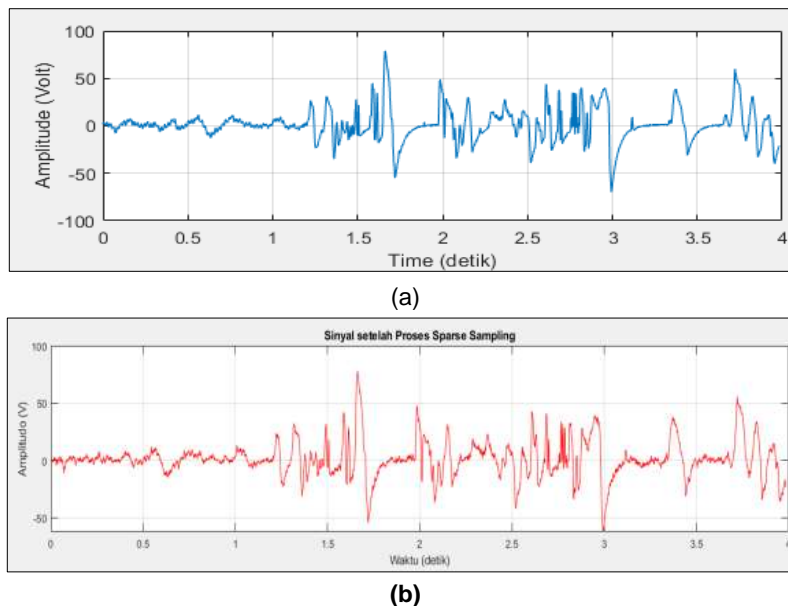 100
50
0
-50
-100
Amplitude (Volt)
0 0.5 1 1.5 2 2.5 3 3.5 4
Time (detik)
(a)
Sinyal setelah Proses Sparse Sampling
100
50
0
-50
Amplitudo (V)
0 0.5 1 1.5 2 2.5 3 3.5 4
Waktu (detik)
(b)